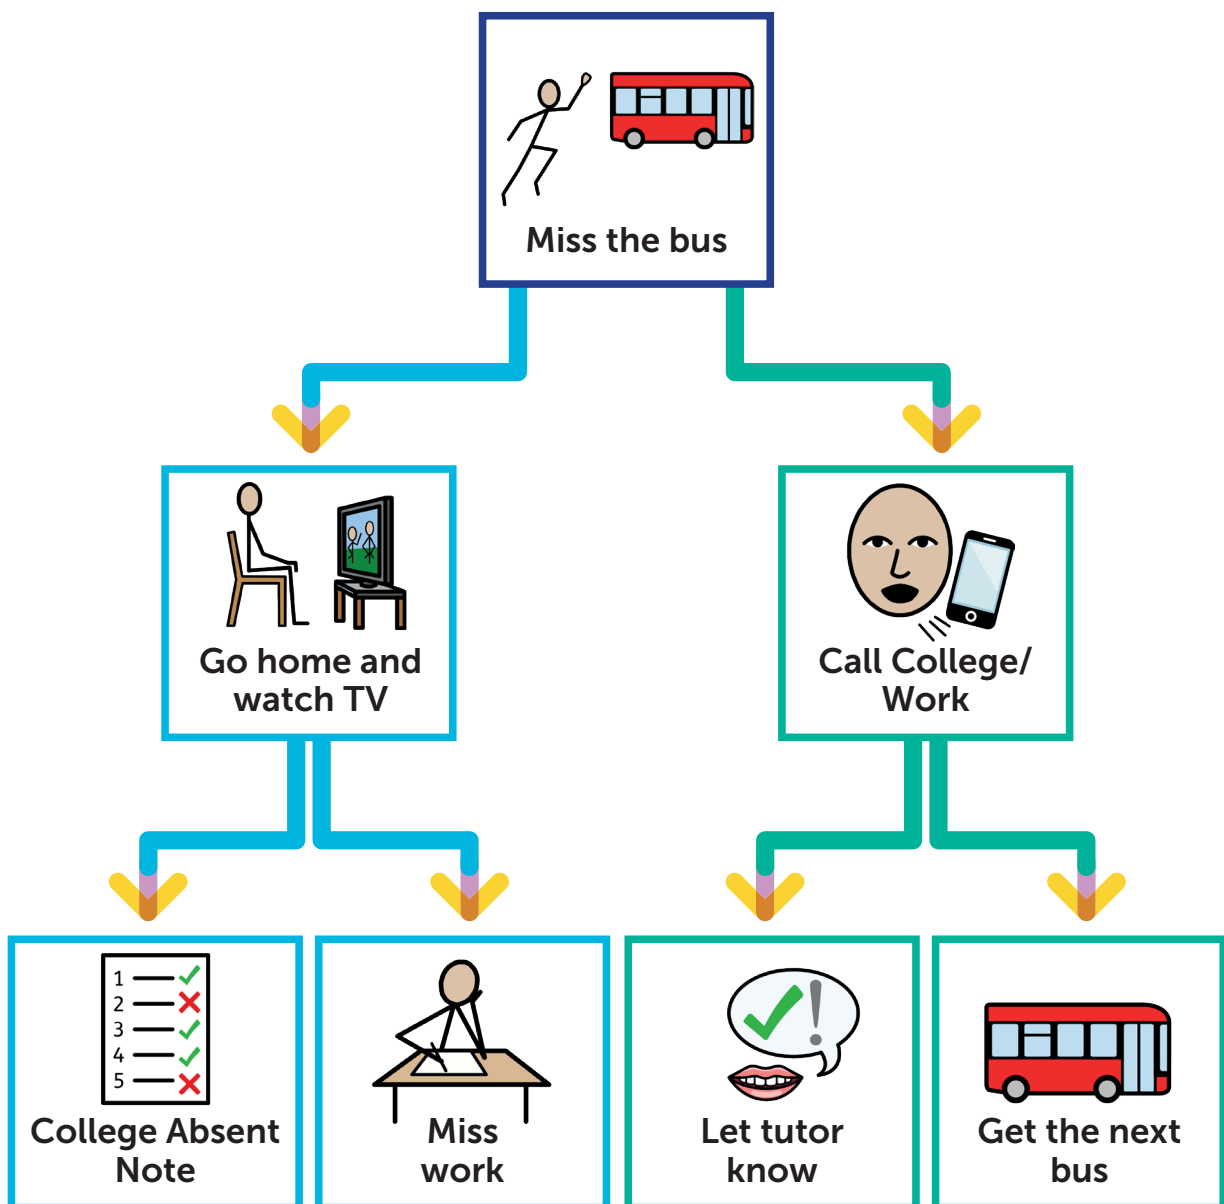 Miss the bus
Go home and
watch TV
Call College/
Work
1
2
3
4
5
College Absent
Note
Miss
work
!
Let tutor
know
Get the next
bus